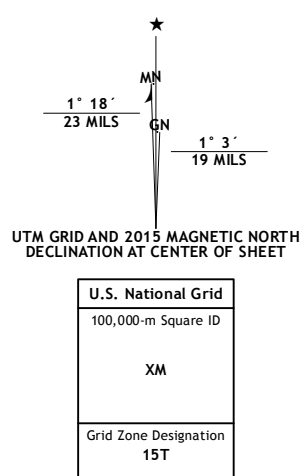 MN
1° 18´
23 MILS
GN
1° 3´
19 MILS
UTM GRID AND 2015 MAGNETIC NORTH
DECLINATION AT CENTER OF SHEET
U.S. National Grid
100,000-m Square ID
XM
Grid Zone Designation
15T